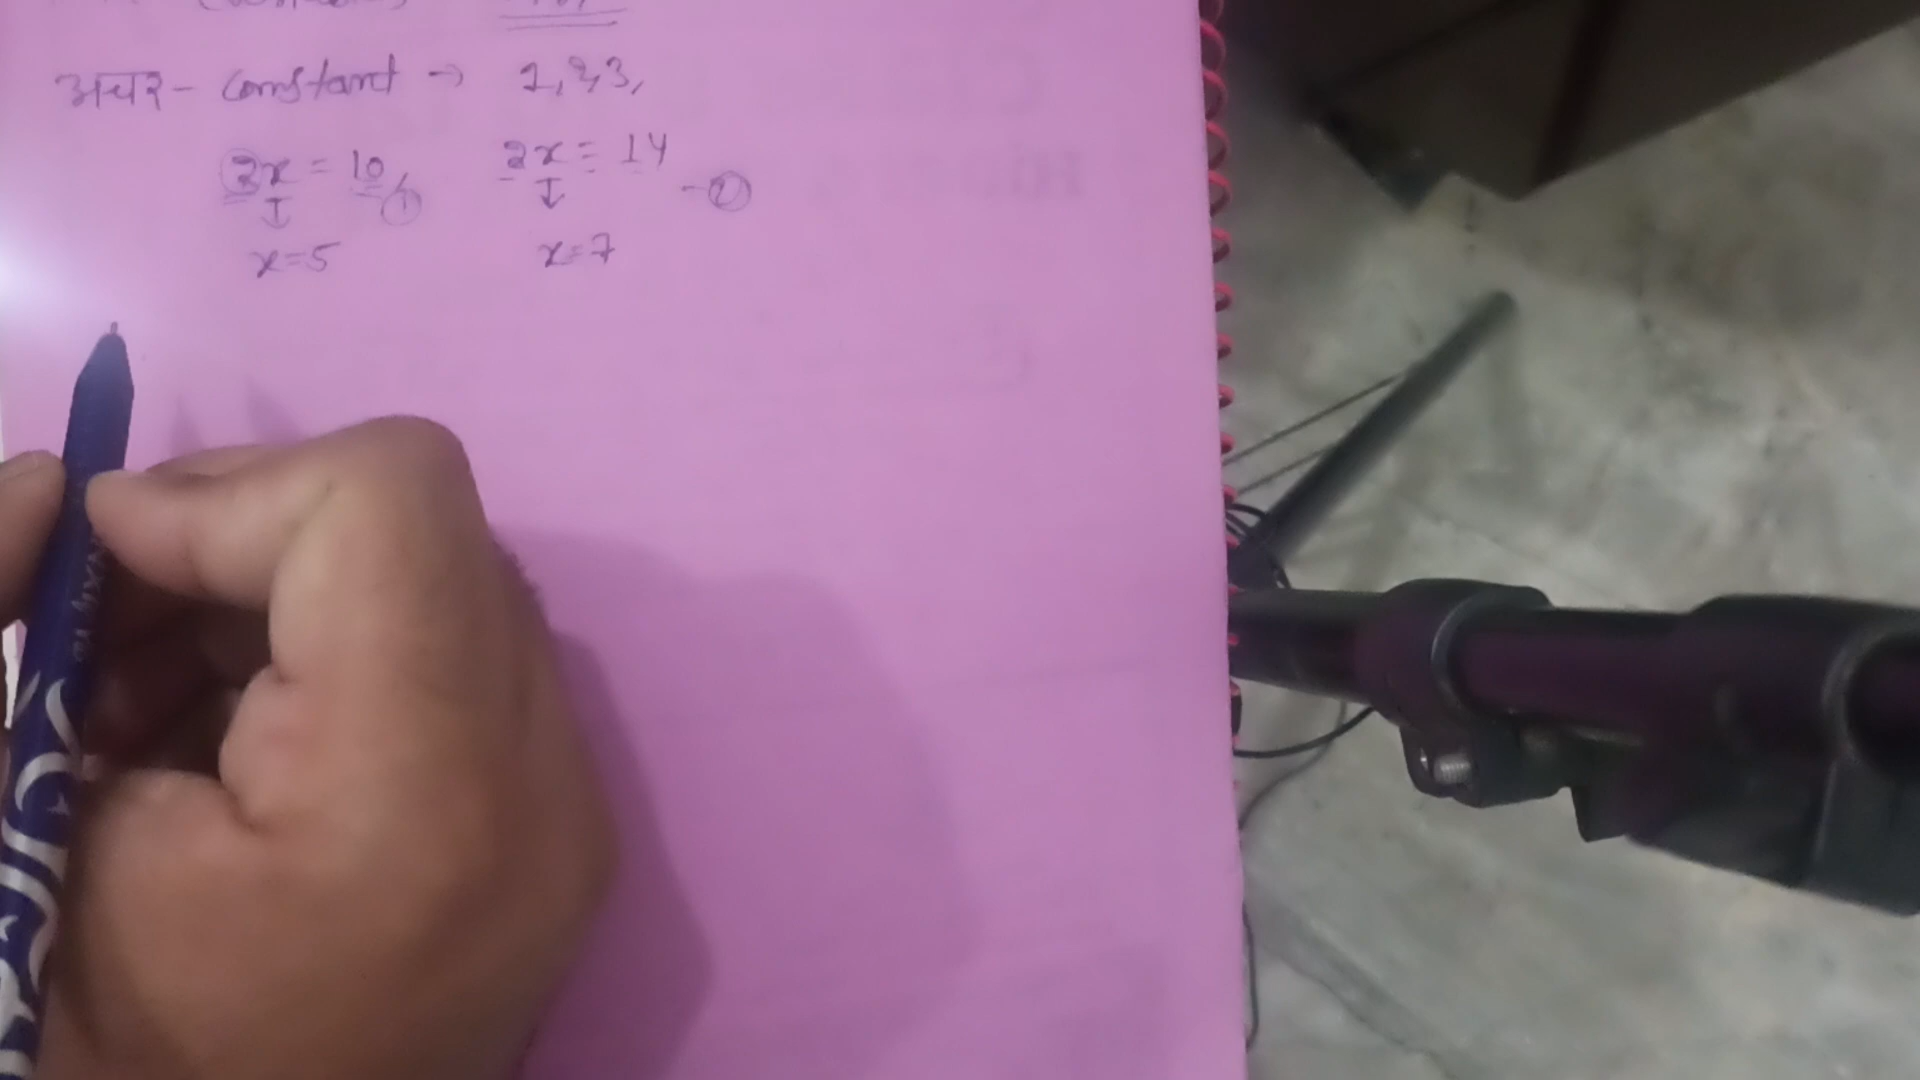 अचर - Constant → 1, 2, 3,
2x = 10, ① 2x = 14 - ②
↓ ↓
x = 5 x = 7